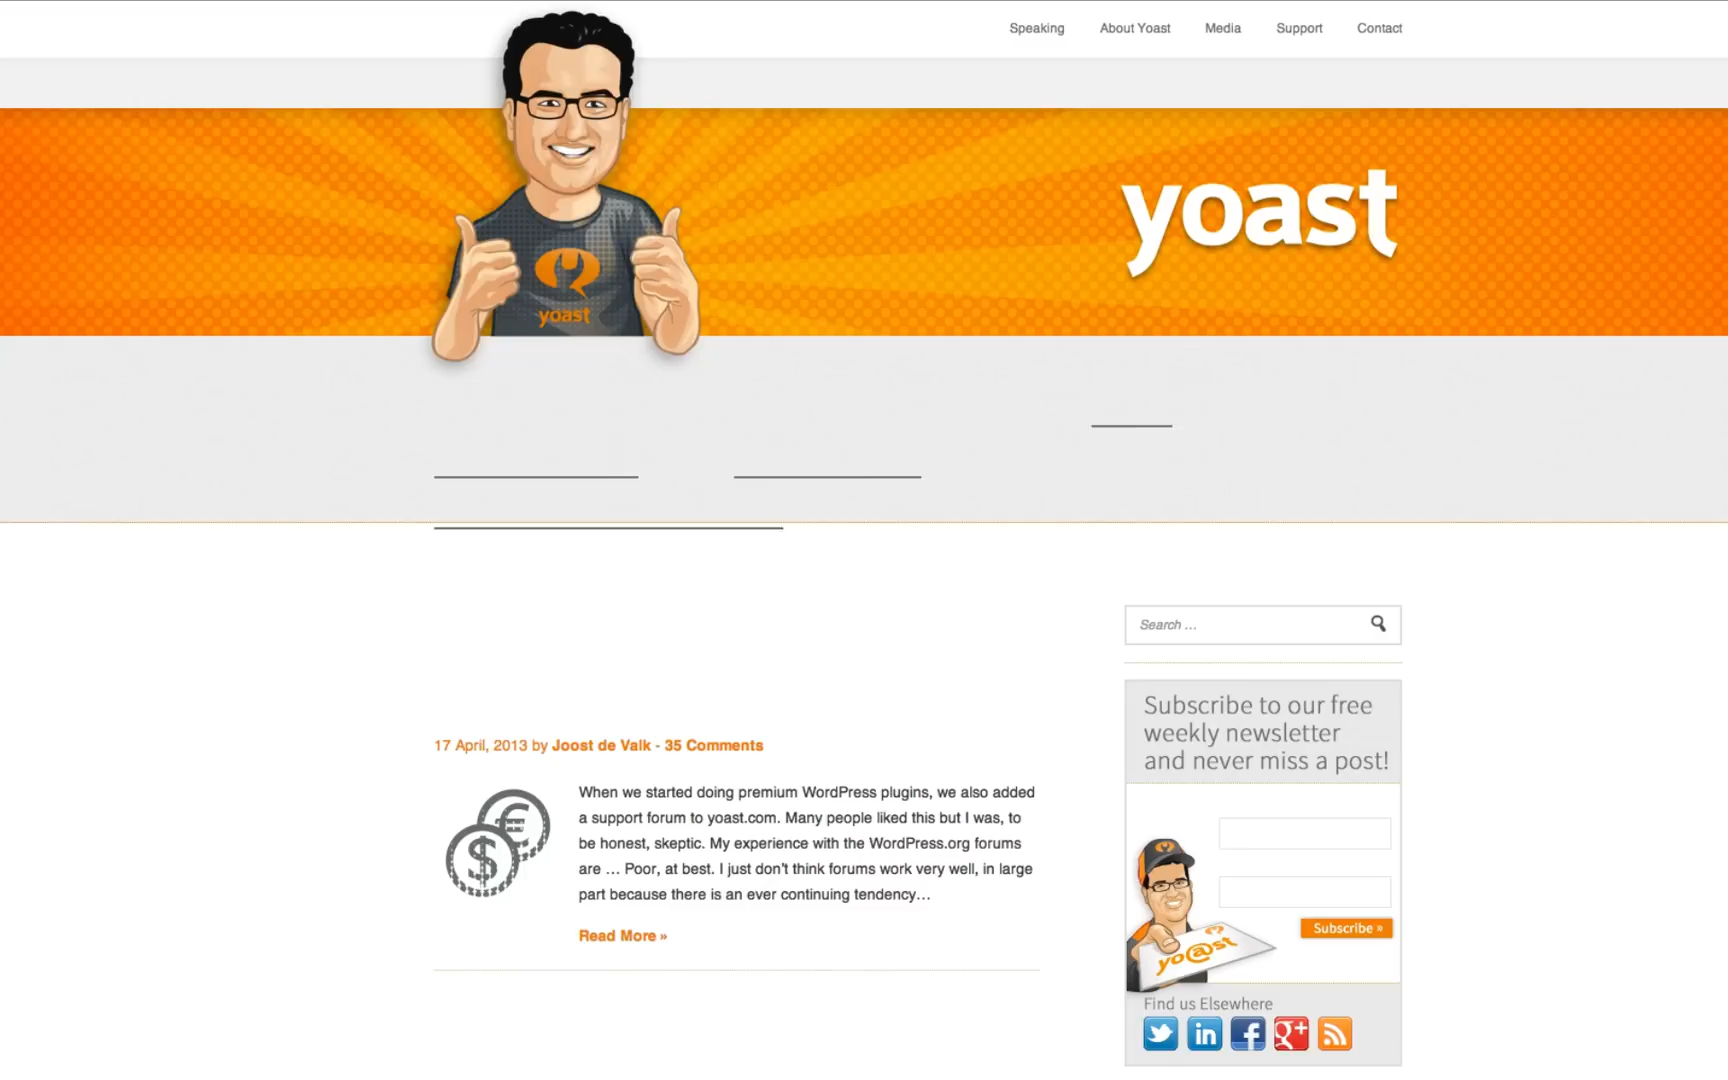 Speaking
About Yoast
Media
Support
Contact
yoast
yoast
Search ...
Subscribe to our free
weekly newsletter
and never miss a post!
17 April, 2013 by Joost de Valk - 35 Comments
When we started doing premium WordPress plugins, we also added
a support forum to yoast.com. Many people liked this but I was, to
be honest, skeptic. My experience with the WordPress.org forums
are ... Poor, at best. I just don't think forums work very well, in large
part because there is an ever continuing tendency...
Read More »
Subscribe »
yo@st
Find us Elsewhere
in
f
g+